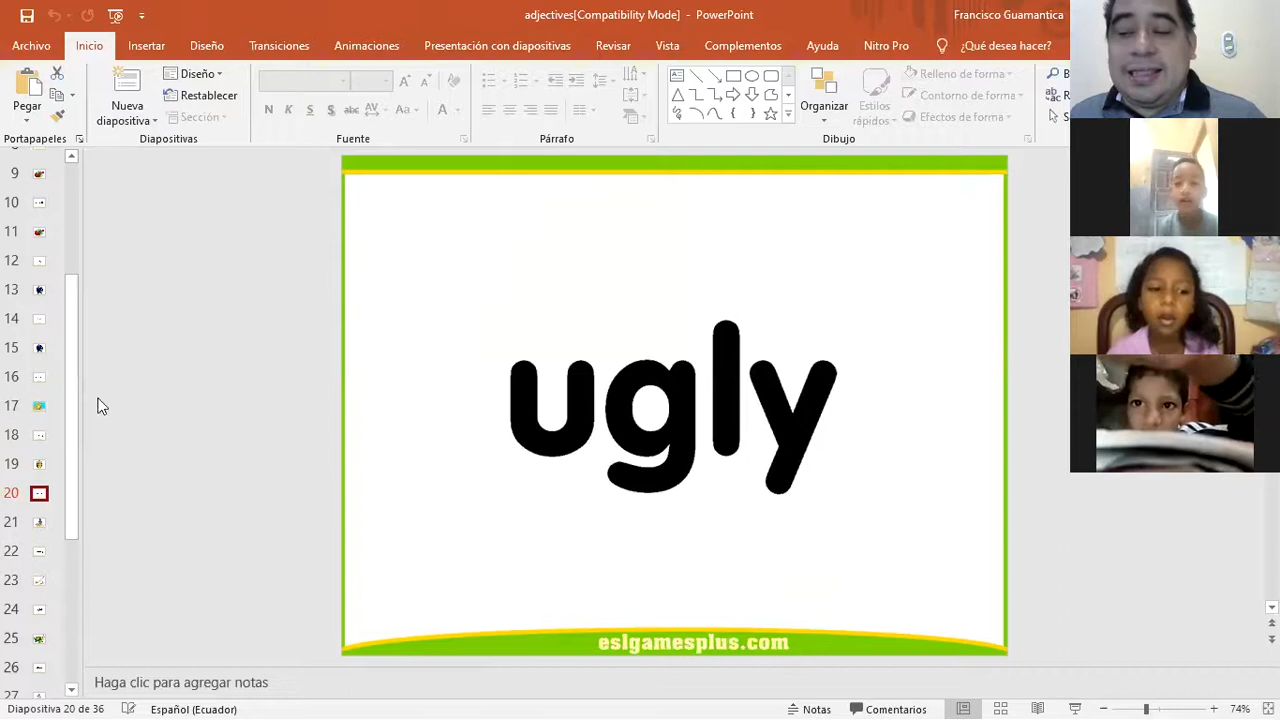 adjectives[Compatibility Mode] - PowerPoint
Francisco Guamantica
Archivo
Inicio
Insertar
Diseño
Transiciones
Animaciones
Presentación con diapositivas
Revisar
Vista
Complementos
Ayuda
Nitro Pro
¿Qué desea hacer?
Pegar
Nueva
diapositiva
Diseño
Restablecer
Sección
N K S abc AV Aa A
Organizar
Estilos
rápidos
Relleno de forma
Contorno de forma
Efectos de forma
Portapapeles
Diapositivas
Fuente
Párrafo
Dibujo
9
10
11
12
13
14
15
16
17
18
19
20
21
22
23
24
25
26
27
ugly
eslgamesplus.com
Haga clic para agregar notas
Diapositiva 20 de 36
Español (Ecuador)
Notas
Comentarios
74%